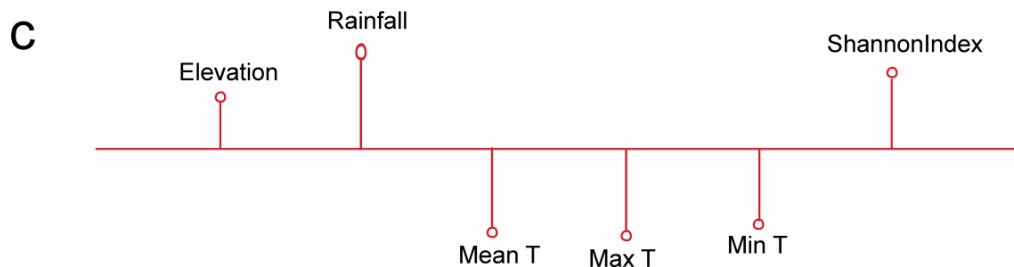 C
Rainfall
Elevation
ShannonIndex
Mean T
Max T
Min T